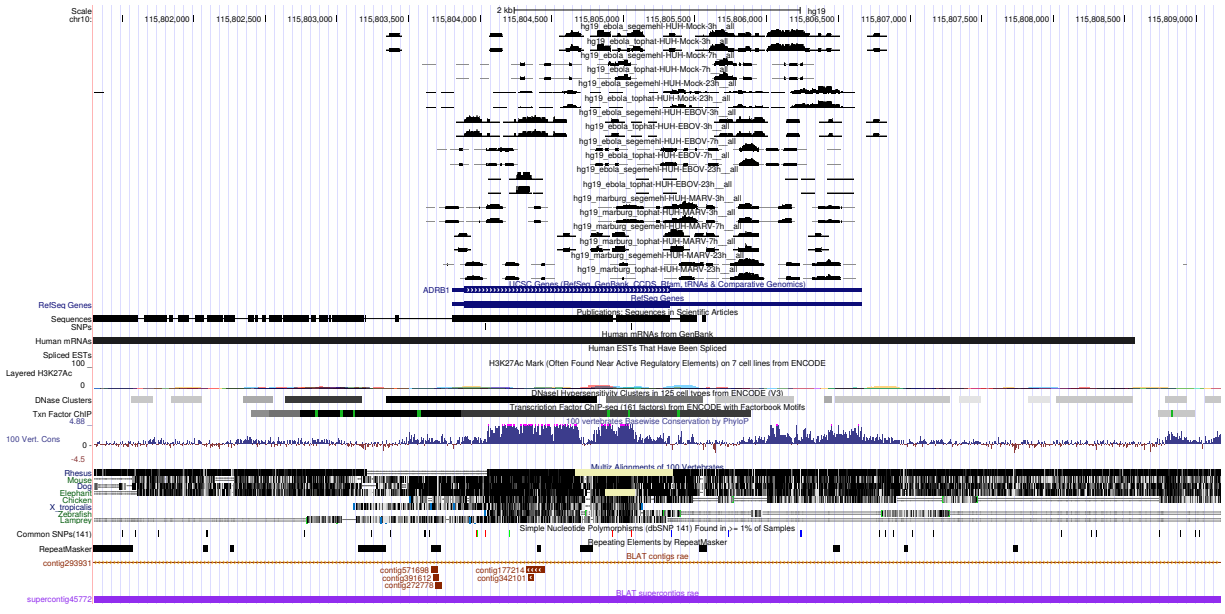 Scale 2 kb hg19
chr10: 115,802,000 115,802,500 115,803,000 115,803,500 115,804,000 115,804,500 115,805,000 115,805,500 115,806,000 115,806,500 115,807,000 115,807,500 115,808,000 115,808,500 115,809,000
hg19_ebola_segemehl-HUH-Mock-3h__all
hg19_ebola_tophat-HUH-Mock-3h__all
hg19_ebola_segemehl-HUH-Mock-7h__all
hg19_ebola_tophat-HUH-Mock-7h__all
hg19_ebola_segemehl-HUH-Mock-23h__all
hg19_ebola_tophat-HUH-Mock-23h__all
hg19_ebola_segemehl-HUH-EBOV-3h__all
hg19_ebola_tophat-HUH-EBOV-3h__all
hg19_ebola_segemehl-HUH-EBOV-7h__all
hg19_ebola_tophat-HUH-EBOV-7h__all
hg19_ebola_segemehl-HUH-EBOV-23h__all
hg19_ebola_tophat-HUH-EBOV-23h__all
hg19_marburg_segemehl-HUH-MARV-3h__all
hg19_marburg_tophat-HUH-MARV-3h__all
hg19_marburg_segemehl-HUH-MARV-7h__all
hg19_marburg_tophat-HUH-MARV-7h__all
hg19_marburg_segemehl-HUH-MARV-23h__all
hg19_marburg_tophat-HUH-MARV-23h__all
UCSC Genes (RefSeq, GenBank, CCDS, Rfam, tRNAs & Comparative Genomics)
ADRB1
RefSeq Genes
RefSeq Genes
Publications: Sequences in Scientific Articles
Sequences
SNPs
Human mRNAs from GenBank
Human mRNAs
Human ESTs That Have Been Spliced
Spliced ESTs
H3K27Ac Mark (Often Found Near Active Regulatory Elements) on 7 cell lines from ENCODE
100
Layered H3K27Ac
0
DNaseI Hypersensitivity Clusters in 125 cell types from ENCODE (V3)
DNase Clusters
Transcription Factor ChIP-seq (161 factors) from ENCODE with Factorbook Motifs
Txn Factor ChIP
100 vertebrates Basewise Conservation by PhyloP
4.88
100 Vert. Cons
0
-4.5
Multiz Alignments of 100 Vertebrates
Rhesus
Mouse
Dog
Elephant
Chicken
X_tropicalis
Zebrafish
Lamprey
Simple Nucleotide Polymorphisms (dbSNP 141) Found in >= 1% of Samples
Common SNPs(141)
Repeating Elements by RepeatMasker
RepeatMasker
BLAT contigs rae
contig293931
contig571698 contig177214
contig391612 contig342101
contig272778
BLAT supercontigs rae
supercontig45772